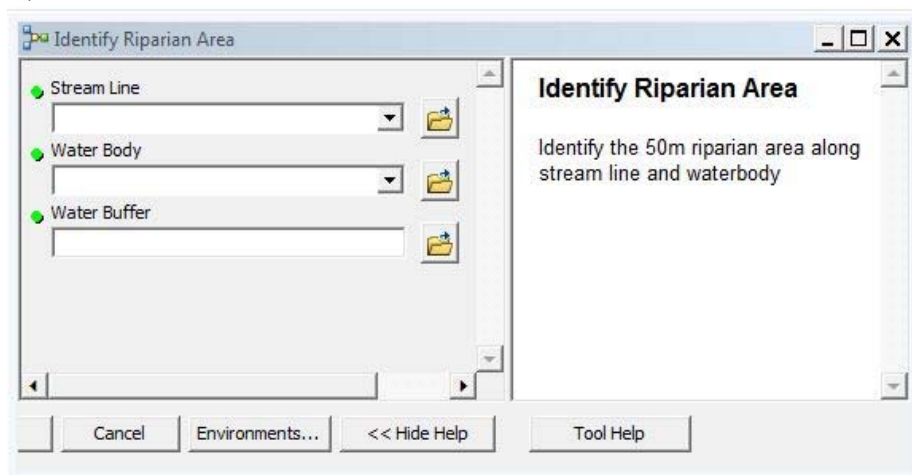 Identify Riparian Area
Stream Line
Water Body
Water Buffer
Identify Riparian Area
Identify the 50m riparian area along
stream line and waterbody
Cancel
Environments...
<< Hide Help
Tool Help